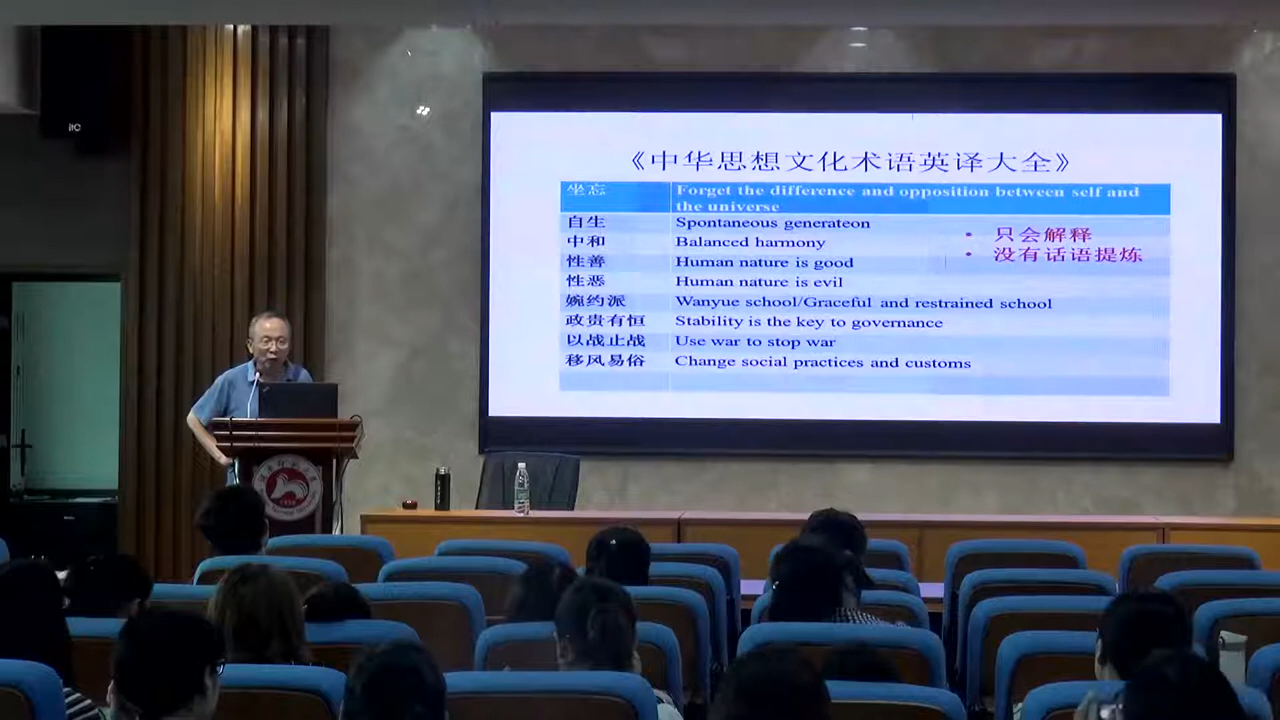 《中华思想文化术语英译大全》
坐忘 Forget the difference and opposition between self and
the universe
自生 Spontaneous generateon
中和 Balanced harmony
性善 Human nature is good
性恶 Human nature is evil
婉约派 Wanyue school/Graceful and restrained school
政贵有恒 Stability is the key to governance
以战止战 Use war to stop war
移风易俗 Change social practices and customs
• 只会解释
• 没有话语提炼